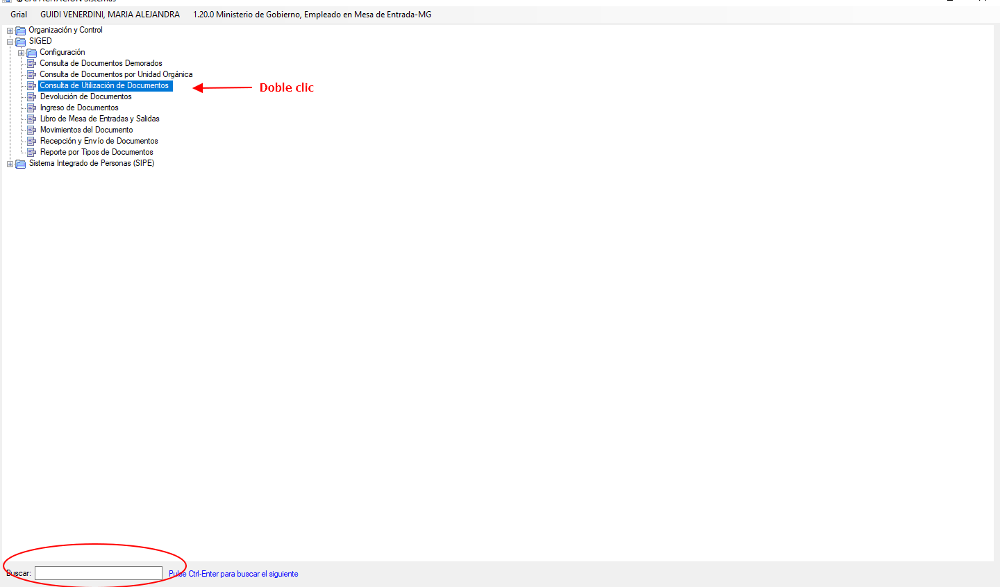 @CAPACITACION Sistemas
Grial GUIDI VENERDINI, MARIA ALEJANDRA 1.20.0 Ministerio de Gobierno, Empleado en Mesa de Entrada-MG
Organización y Control
SIGED
Configuración
Consulta de Documentos Demorados
Consulta de Documentos por Unidad Orgánica
Consulta de Utilización de Documentos
Doble clic
Devolución de Documentos
Ingreso de Documentos
Libro de Mesa de Entradas y Salidas
Movimientos del Documento
Recepción y Envío de Documentos
Reporte por Tipos de Documentos
Sistema Integrado de Personas (SIPE)
Buscar: Pulse Ctrl-Enter para buscar el siguiente